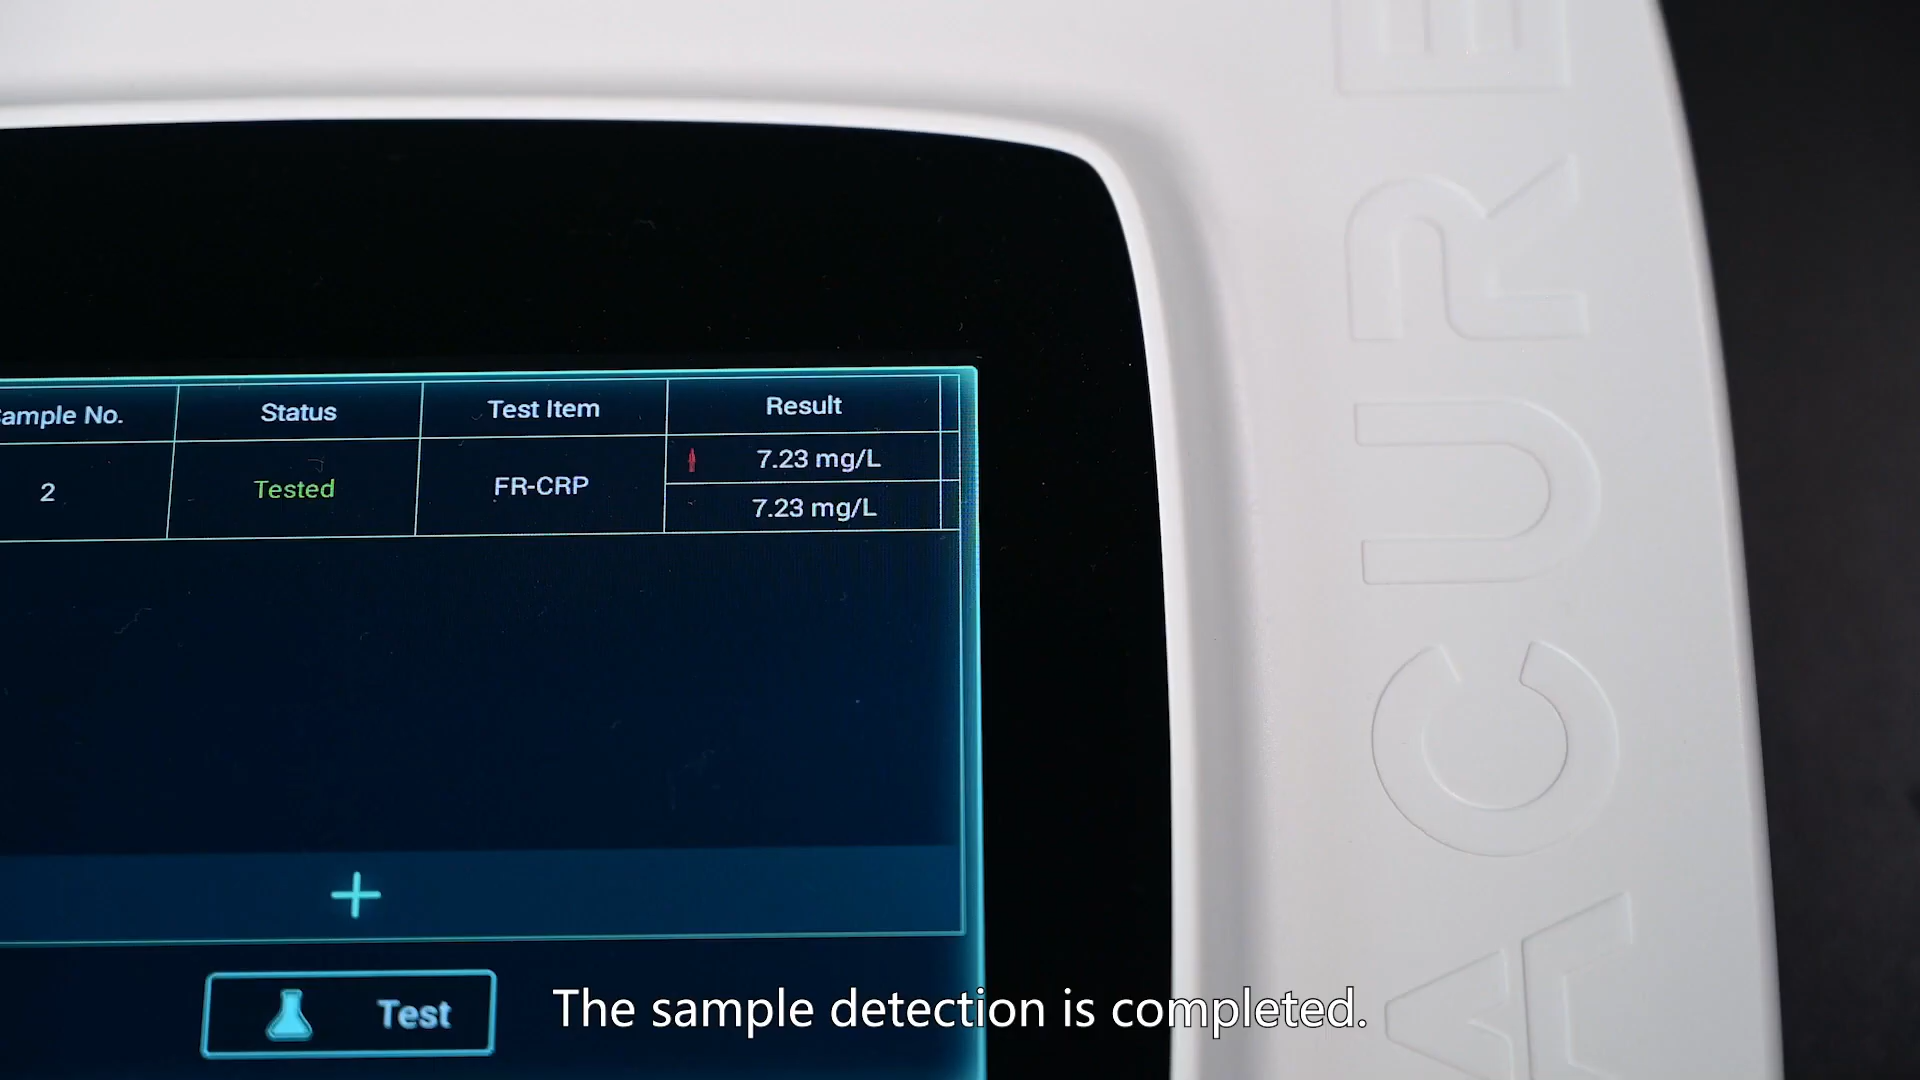 ample No. Status Test Item Result
2 Tested FR-CRP 7.23 mg/L
7.23 mg/L
+
Test
The sample detection is completed.
ACURE